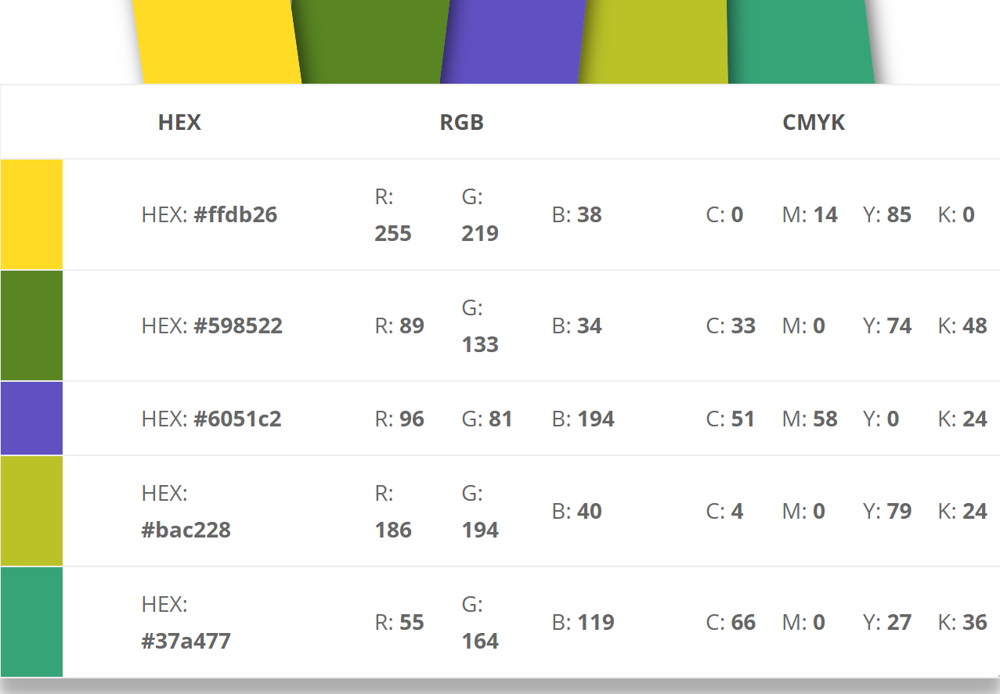 HEX RGB CMYK
HEX: #ffdb26 R: 255 G: 219 B: 38 C: 0 M: 14 Y: 85 K: 0
HEX: #598522 R: 89 G: 133 B: 34 C: 33 M: 0 Y: 74 K: 48
HEX: #6051c2 R: 96 G: 81 B: 194 C: 51 M: 58 Y: 0 K: 24
HEX: #bac228 R: 186 G: 194 B: 40 C: 4 M: 0 Y: 79 K: 24
HEX: #37a477 R: 55 G: 164 B: 119 C: 66 M: 0 Y: 27 K: 36